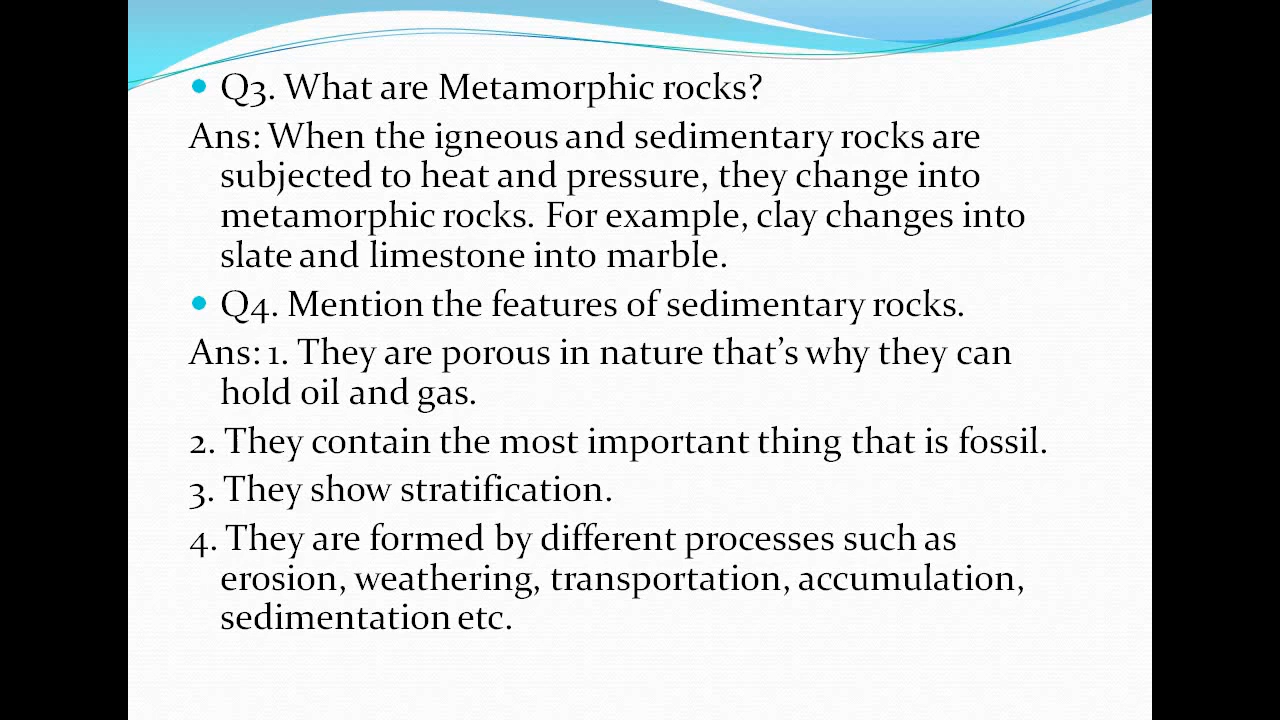 Q3. What are Metamorphic rocks?
Ans: When the igneous and sedimentary rocks are
subjected to heat and pressure, they change into
metamorphic rocks. For example, clay changes into
slate and limestone into marble.
Q4. Mention the features of sedimentary rocks.
Ans: 1. They are porous in nature that's why they can
hold oil and gas.
2. They contain the most important thing that is fossil.
3. They show stratification.
4. They are formed by different processes such as
erosion, weathering, transportation, accumulation,
sedimentation etc.